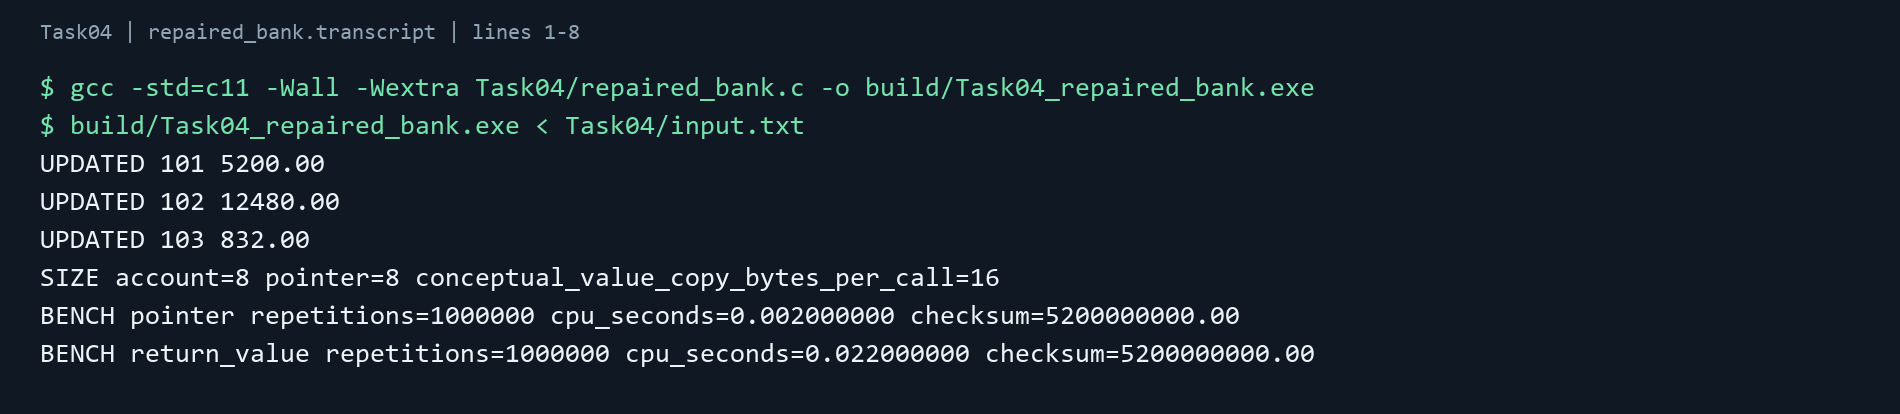 Task04 | repaired_bank.transcript | lines 1-8
$ gcc -std=c11 -Wall -Wextra Task04/repaired_bank.c -o build/Task04_repaired_bank.exe
$ build/Task04_repaired_bank.exe < Task04/input.txt
UPDATED 101 5200.00
UPDATED 102 12480.00
UPDATED 103 832.00
SIZE account=8 pointer=8 conceptual_value_copy_bytes_per_call=16
BENCH pointer repetitions=1000000 cpu_seconds=0.002000000 checksum=5200000000.00
BENCH return_value repetitions=1000000 cpu_seconds=0.022000000 checksum=5200000000.00